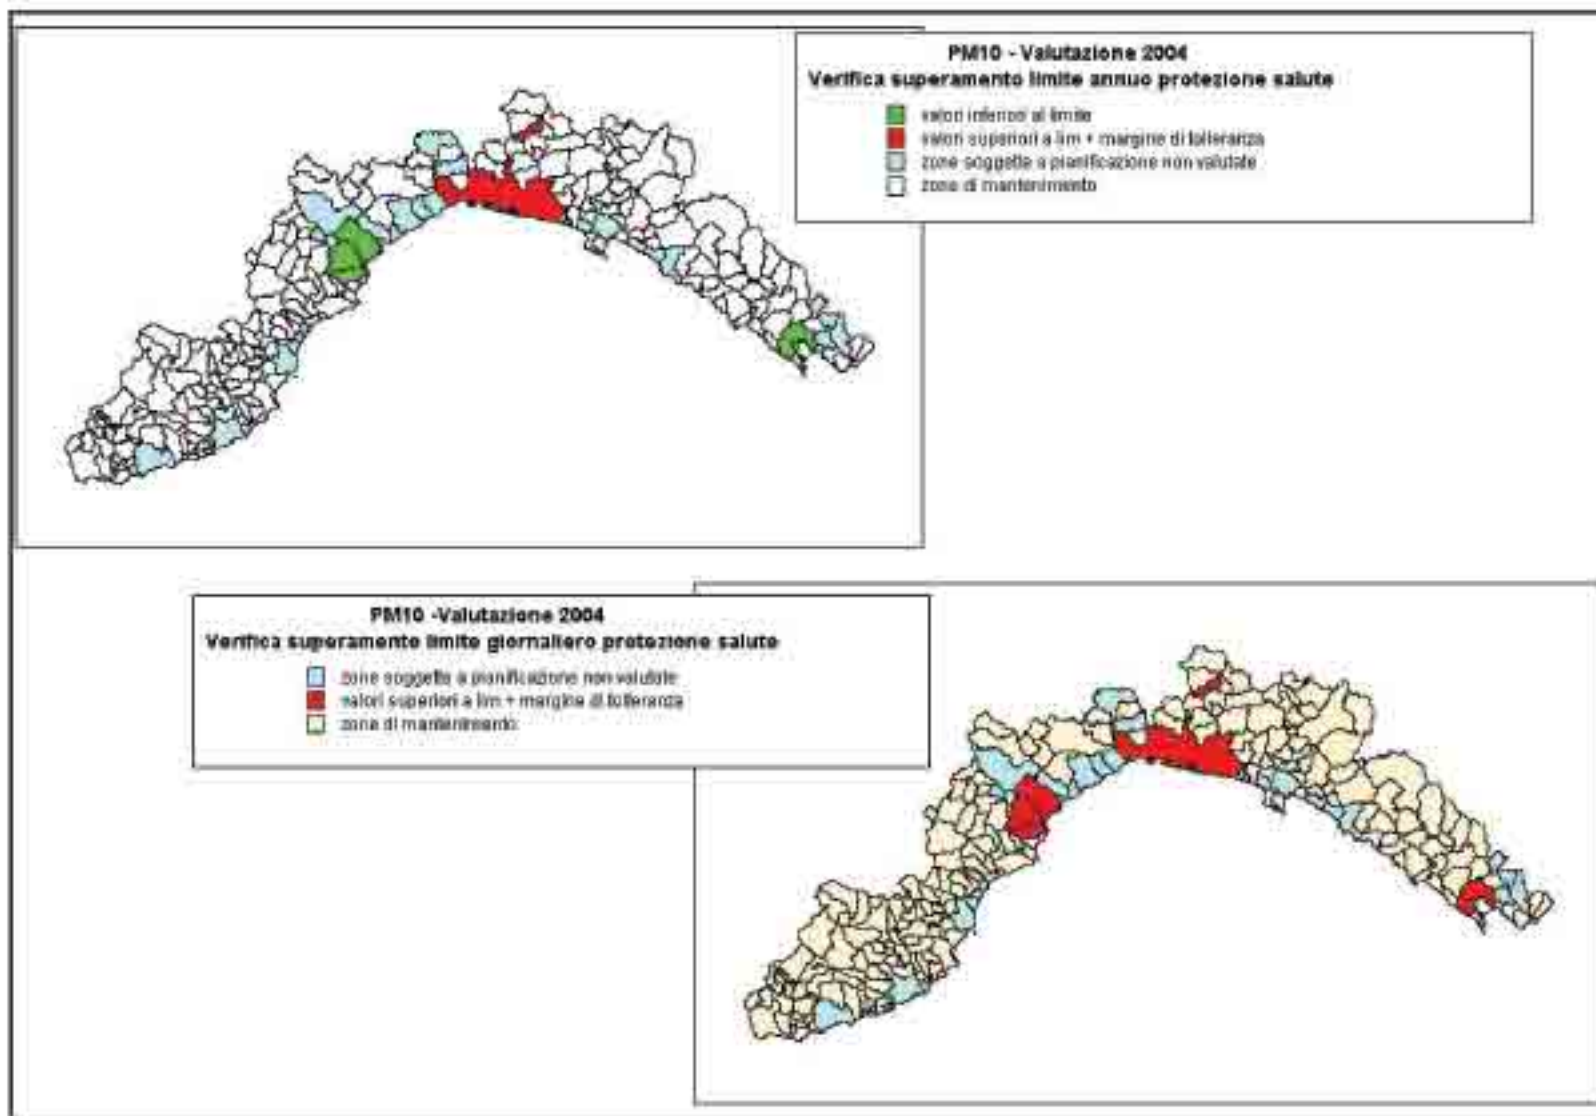 PM10 - Valutazione 2004
Verifica superamento limite annuo protezione salute
valori inferiori al limite
valori superiori a lim + margine di tolleranza
zone soggette a pianificazione non valutate
zone di mantenimento
PM10 -Valutazione 2004
Verifica superamento limite giornaliero protezione salute
zone soggette a pianificazione non valutate
valori superiori a lim + margine di tolleranza
zone di mantenimento